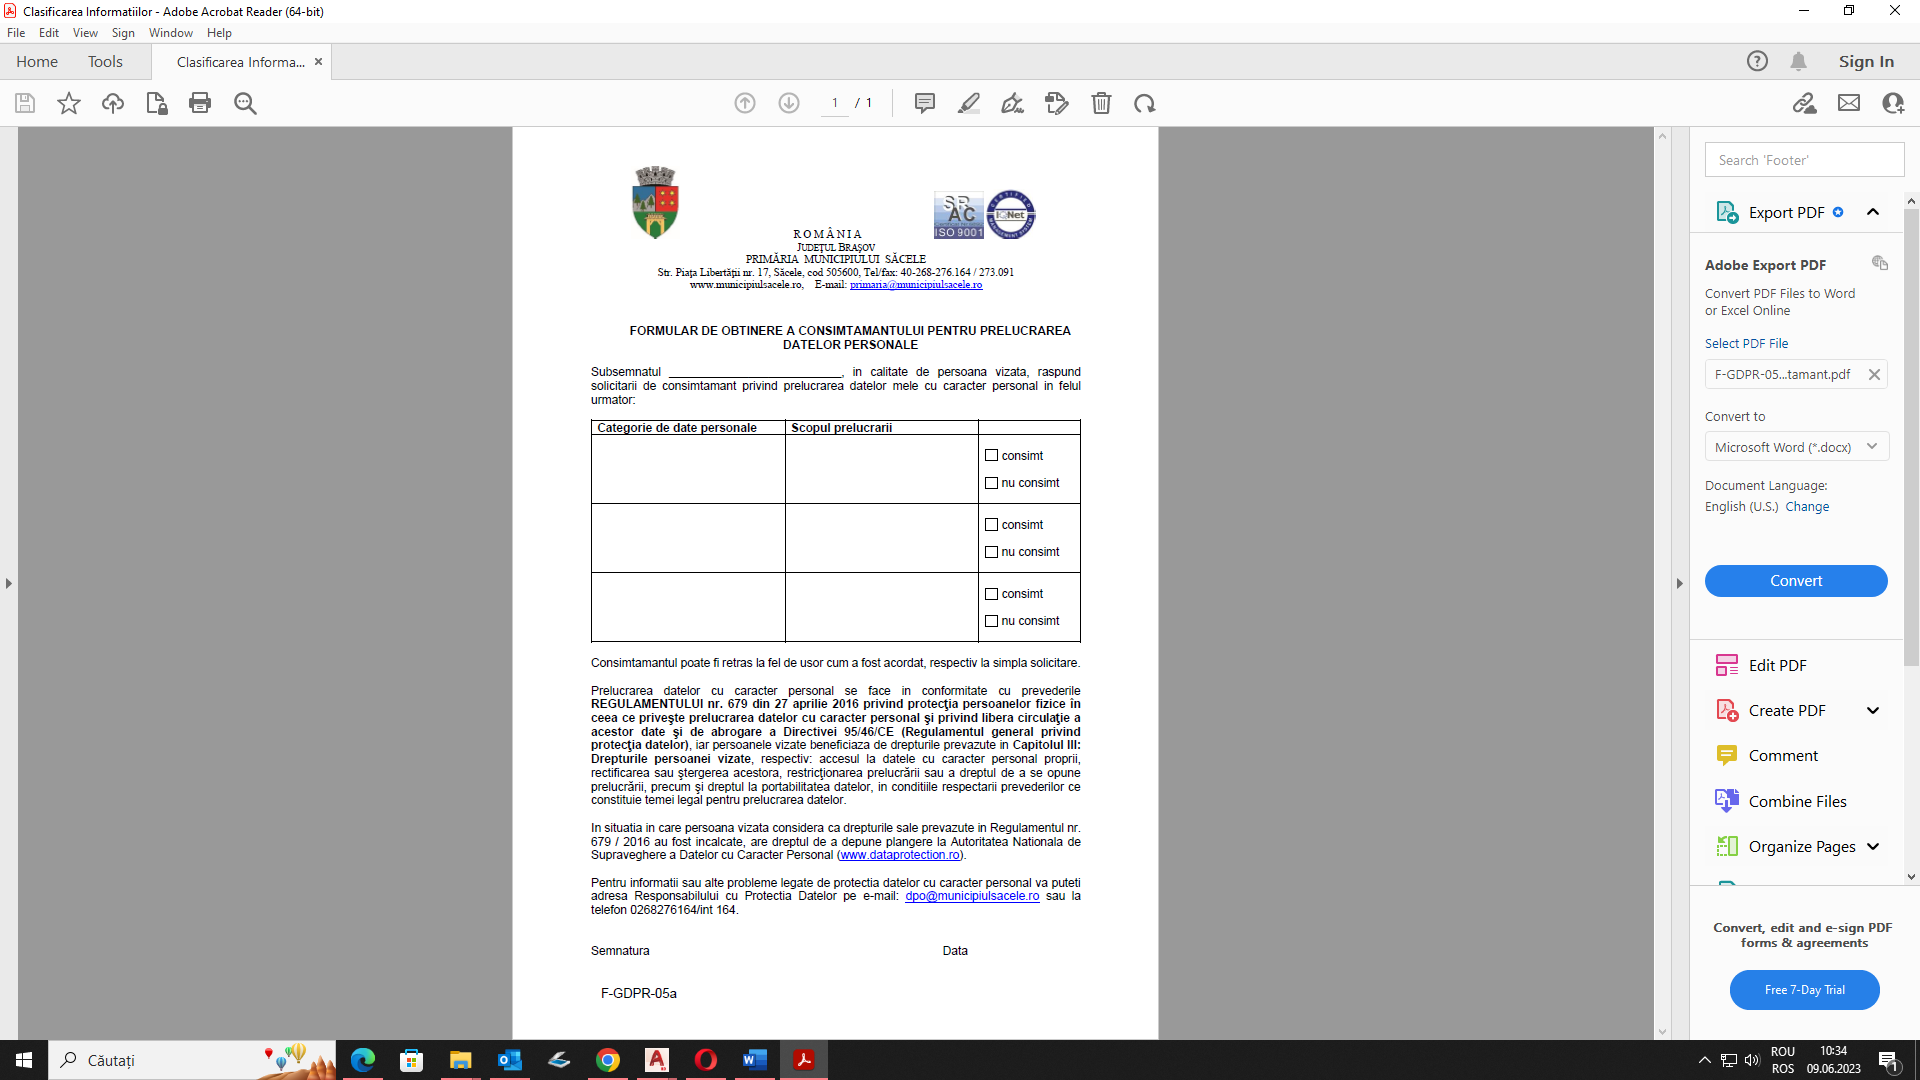 Clasificarea Informatiilor - Adobe Acrobat Reader (64-bit)
File Edit View Sign Window Help
Home Tools Clasificarea Informa... Sign In
1 / 1
SRAC
ISO 9001
CERTIFIED
IQNet
MANAGEMENT SYSTEM
ROMÂNIA
JUDEŢUL BRAŞOV
PRIMĂRIA MUNICIPIULUI SĂCELE
Str. Piaţa Libertăţii nr. 17, Săcele, cod 505600, Tel/fax: 40-268-276.164 / 273.091
www.municipiulsacele.ro, E-mail: primaria@municipiulsacele.ro
FORMULAR DE OBTINERE A CONSIMTAMANTULUI PENTRU PRELUCRAREA
DATELOR PERSONALE
Subsemnatul __________________________, in calitate de persoana vizata, raspund
solicitarii de consimtamant privind prelucrarea datelor mele cu caracter personal in felul
urmator:
Categorie de date personale Scopul prelucrarii
consimt
nu consimt
consimt
nu consimt
consimt
nu consimt
Consimtamantul poate fi retras la fel de usor cum a fost acordat, respectiv la simpla solicitare.
Prelucrarea datelor cu caracter personal se face in conformitate cu prevederile
REGULAMENTULUI nr. 679 din 27 aprilie 2016 privind protecţia persoanelor fizice în
ceea ce priveşte prelucrarea datelor cu caracter personal şi privind libera circulaţie a
acestor date şi de abrogare a Directivei 95/46/CE (Regulamentul general privind
protecţia datelor), iar persoanele vizate beneficiaza de drepturile prevazute in Capitolul III:
Drepturile persoanei vizate, respectiv: accesul la datele cu caracter personal proprii,
rectificarea sau ştergerea acestora, restricţionarea prelucrării sau a dreptul de a se opune
prelucrării, precum şi dreptul la portabilitatea datelor, in conditiile respectarii prevederilor ce
constituie temei legal pentru prelucrarea datelor.
In situatia in care persoana vizata considera ca drepturile sale prevazute in Regulamentul nr.
679 / 2016 au fost incalcate, are dreptul de a depune plangere la Autoritatea Nationala de
Supraveghere a Datelor cu Caracter Personal (www.dataprotection.ro).
Pentru informatii sau alte probleme legate de protectia datelor cu caracter personal va puteti
adresa Responsabilului cu Protectia Datelor pe e-mail: dpo@municipiulsacele.ro sau la
telefon 0268276164/int 164.
Semnatura Data
F-GDPR-05a
Search 'Footer'
Export PDF
Adobe Export PDF
Convert PDF Files to Word
or Excel Online
Select PDF File
F-GDPR-05...tamant.pdf
Convert to
Microsoft Word (*.docx)
Document Language:
English (U.S.) Change
Convert
Edit PDF
Create PDF
Comment
Combine Files
Organize Pages
Convert, edit and e-sign PDF
forms & agreements
Free 7-Day Trial
Căutați
ROU
ROS
10:34
09.06.2023
1